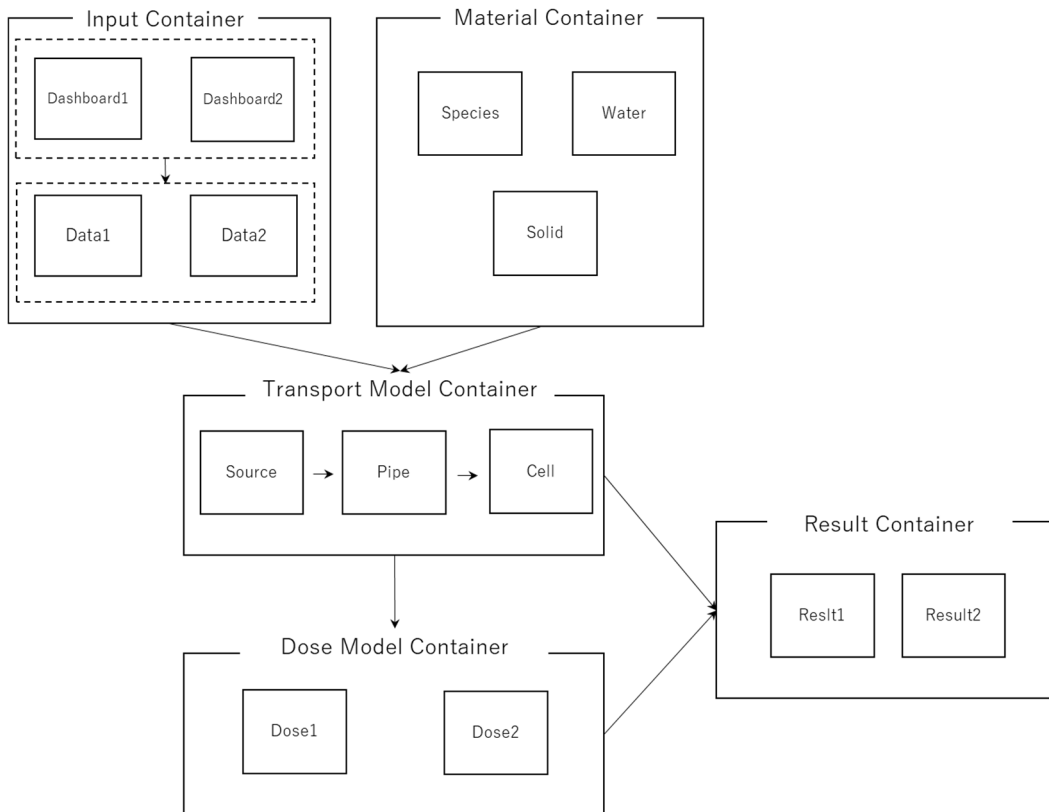 Input Container
Material Container
Dashboard1
Dashboard2
Species
Water
Data1
Data2
Solid
Transport Model Container
Source
Pipe
Cell
Result Container
Reslt1
Result2
Dose Model Container
Dose1
Dose2